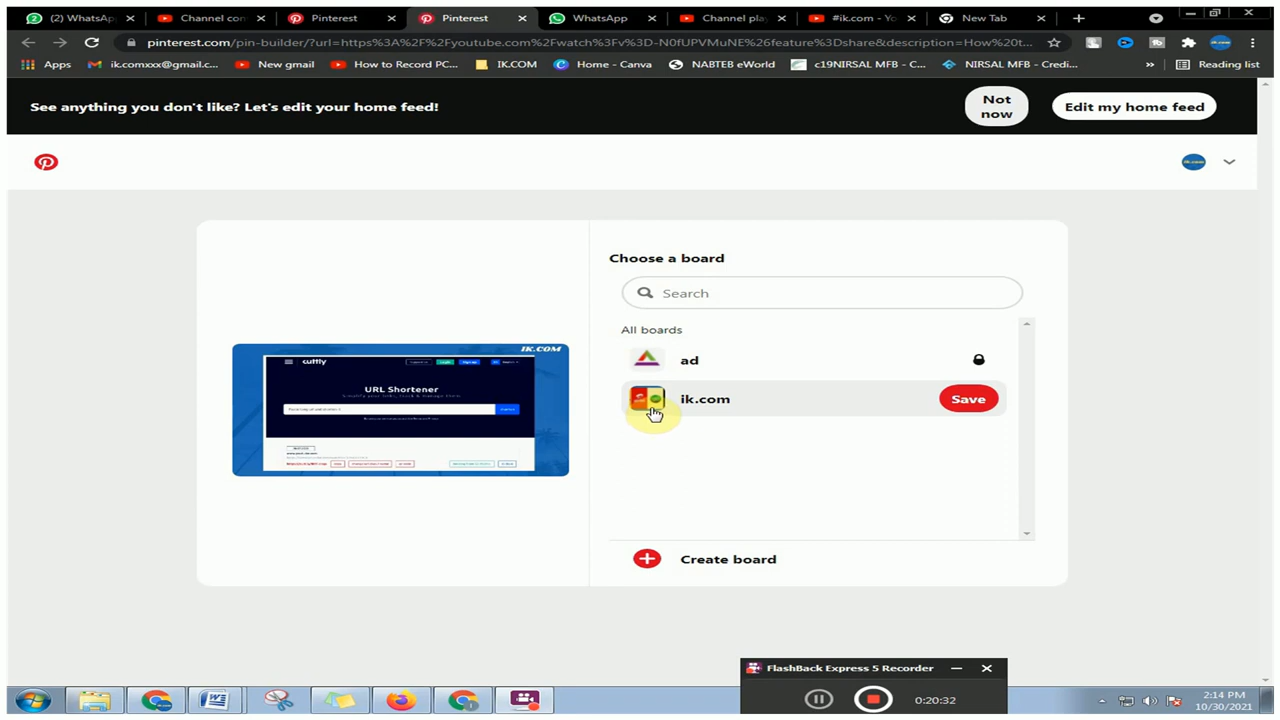 (2) WhatsApp
Channel con
Pinterest
Pinterest
WhatsApp
Channel play
#ik.com - Yo
New Tab
pinterest.com/pin-builder/?url=https%3A%2F%2Fyoutube.com%2Fwatch%3Fv%3D-N0fUPVMuNE%26feature%3Dshare&description=How%20t...
Apps
ik.comxxx@gmail.c...
New gmail
How to Record PC...
IK.COM
Home - Canva
NABTEB eWorld
c19NIRSAL MFB - C...
NIRSAL MFB - Credi...
»
Reading list
See anything you don't like? Let's edit your home feed!
Not
now
Edit my home feed
ik.com
Choose a board
Search
All boards
ad
ik.com
Save
IK.COM
cuttly
URL Shortener
Create board
FlashBack Express 5 Recorder
0:20:32
2:14 PM
10/30/2021